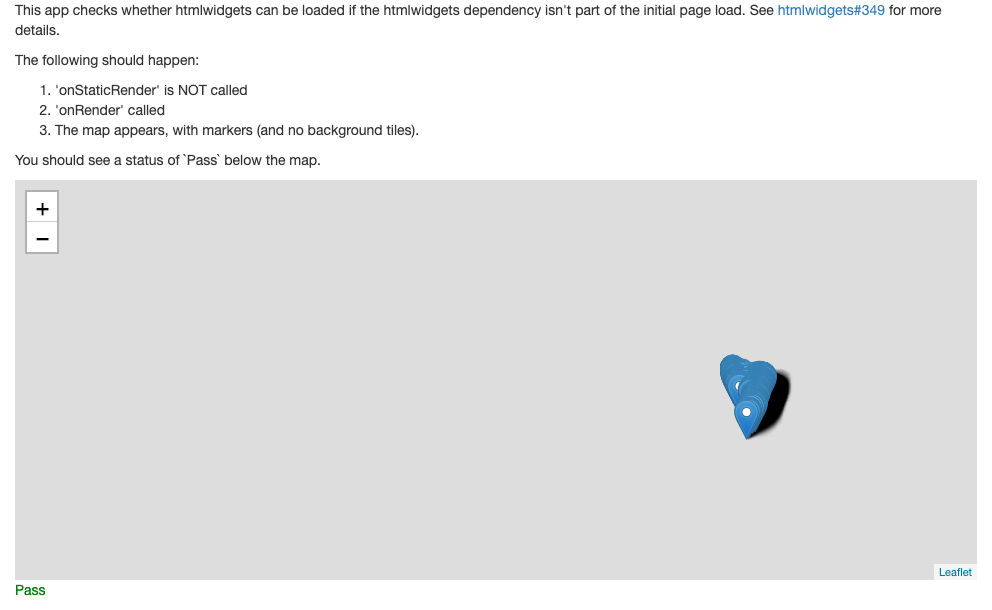 This app checks whether htmlwidgets can be loaded if the htmlwidgets dependency isn't part of the initial page load. See htmlwidgets#349 for more
details.
The following should happen:
1. 'onStaticRender' is NOT called
2. 'onRender' called
3. The map appears, with markers (and no background tiles).
You should see a status of `Pass` below the map.
+
−
Leaflet
Pass